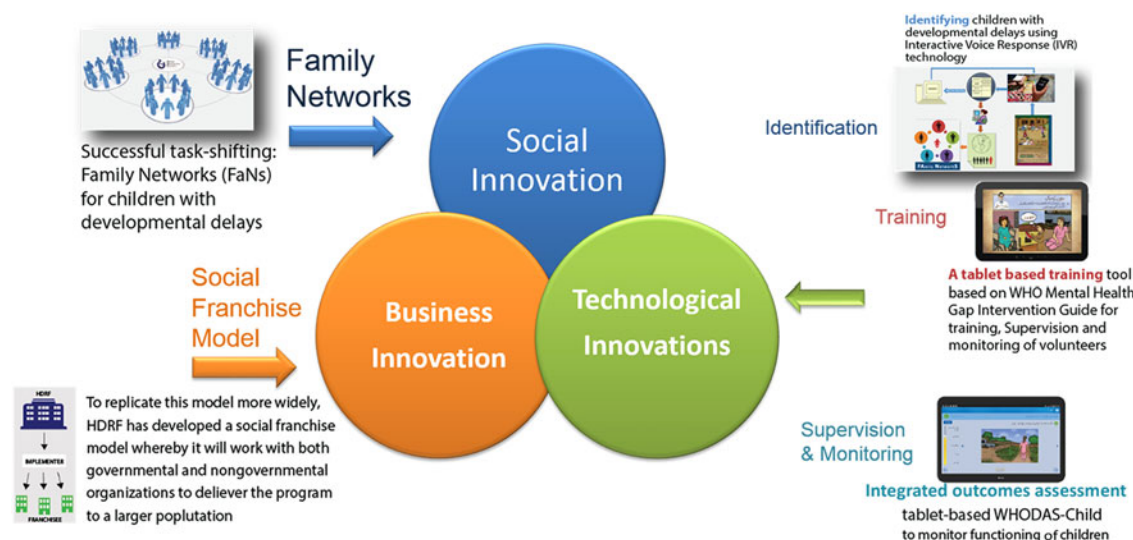 Family
Networks
Successful task-shifting:
Family Networks (FaNs)
for children with
developmental delays
Social
Innovation
Identifying children with
developmental delays using
Interactive Voice Response (IVR)
technology
Identification
Training
A tablet based training tool
based on WHO Mental Health
Gap Intervention Guide for
training, Supervision and
monitoring of volunteers
Social
Franchise
Model
Business
Innovation
Technological
Innovations
HDRF
IMPLEMENTER
FRANCHISEE
To replicate this model more widely,
HDRF has developed a social franchise
model whereby it will work with both
governmental and nongovernmental
organizations to deliever the program
to a larger poplutation
Supervision
& Monitoring
Integrated outcomes assessment
tablet-based WHODAS-Child
to monitor functioning of children